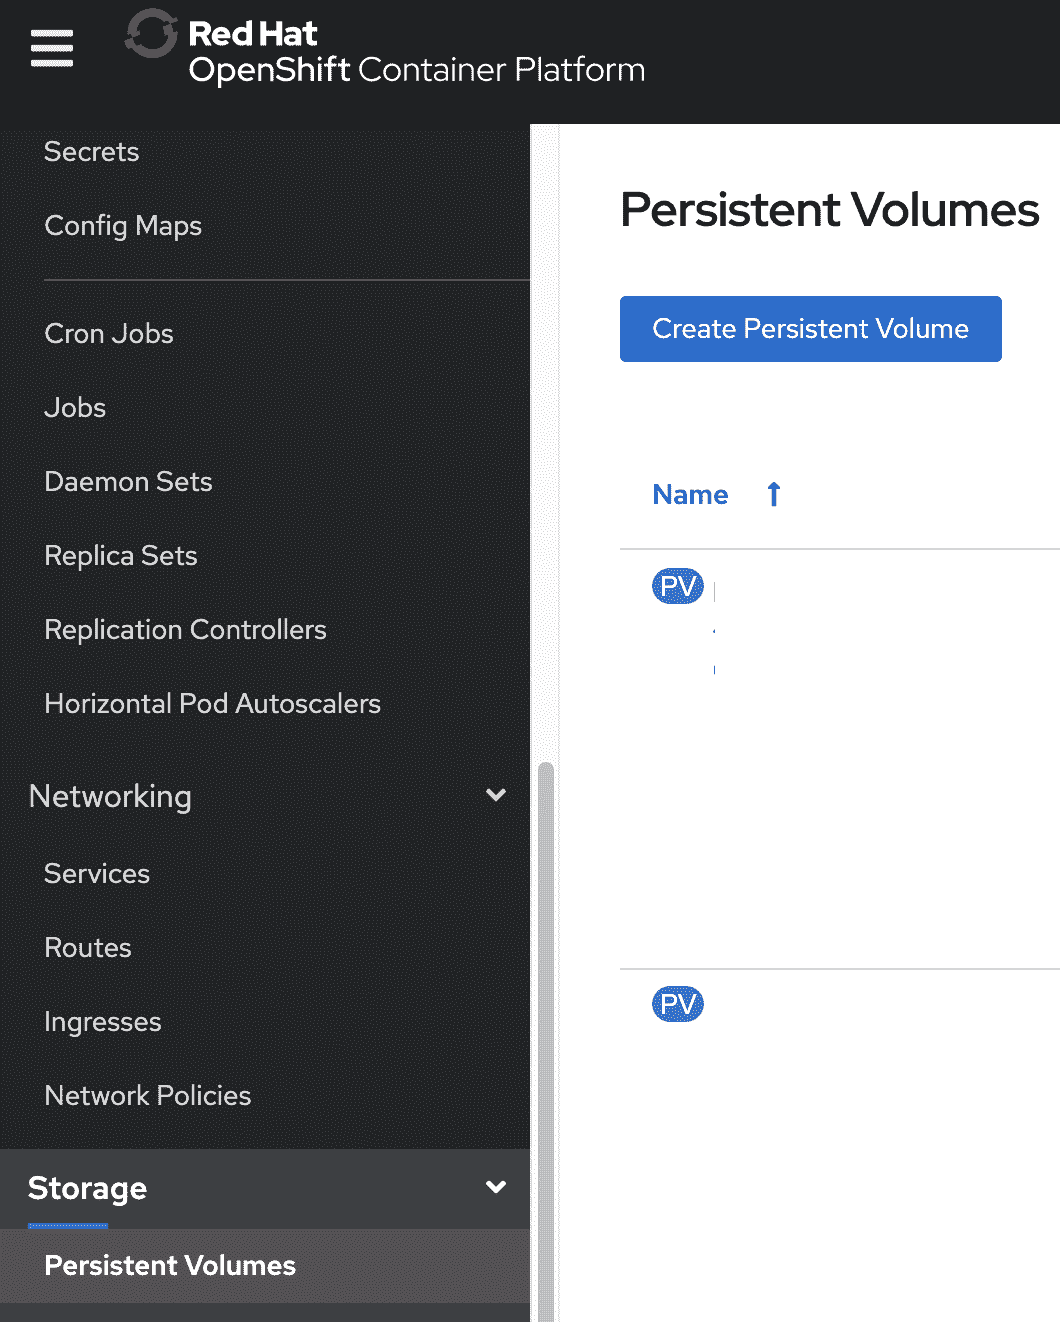 Red Hat
OpenShift Container Platform
Secrets
Config Maps
Cron Jobs
Jobs
Daemon Sets
Replica Sets
Replication Controllers
Horizontal Pod Autoscalers
Networking
Services
Routes
Ingresses
Network Policies
Storage
Persistent Volumes
Persistent Volumes
Create Persistent Volume
Name
PV
PV